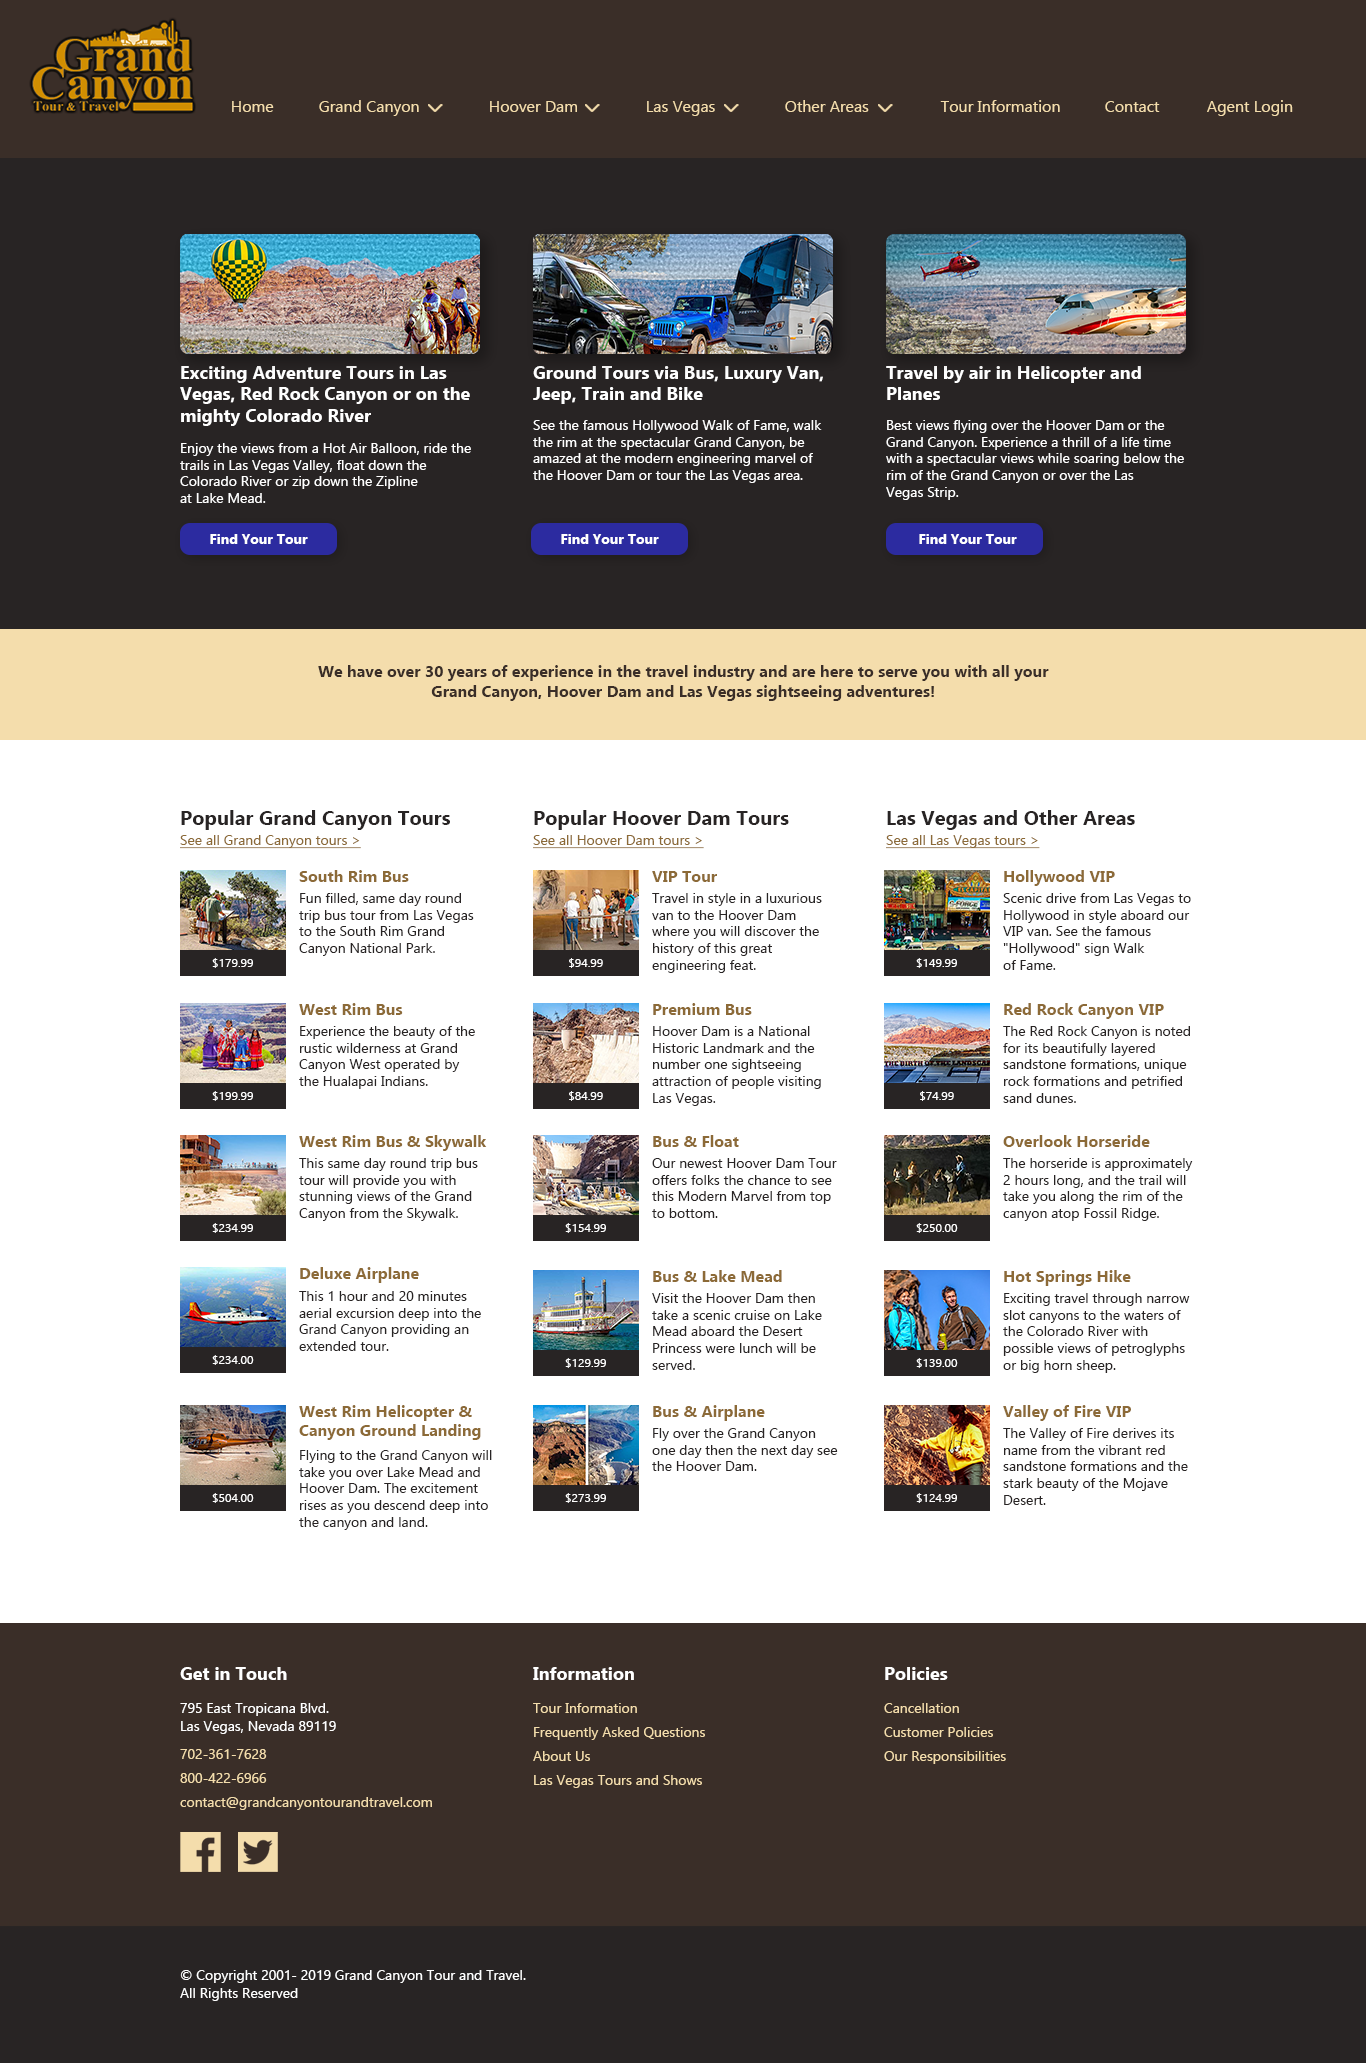 Grand
Canyon
Tour & Travel
Home
Grand Canyon
Hoover Dam
Las Vegas
Other Areas
Tour Information
Contact
Agent Login
Exciting Adventure Tours in Las
Vegas, Red Rock Canyon or on the
mighty Colorado River
Enjoy the views from a Hot Air Balloon, ride the
trails in Las Vegas Valley, float down the
Colorado River or zip down the Zipline
at Lake Mead.
Find Your Tour
Ground Tours via Bus, Luxury Van,
Jeep, Train and Bike
See the famous Hollywood Walk of Fame, walk
the rim at the spectacular Grand Canyon, be
amazed at the modern engineering marvel of
the Hoover Dam or tour the Las Vegas area.
Find Your Tour
Travel by air in Helicopter and
Planes
Best views flying over the Hoover Dam or the
Grand Canyon. Experience a thrill of a life time
with a spectacular views while soaring below the
rim of the Grand Canyon or over the Las
Vegas Strip.
Find Your Tour
We have over 30 years of experience in the travel industry and are here to serve you with all your
Grand Canyon, Hoover Dam and Las Vegas sightseeing adventures!
Popular Grand Canyon Tours
See all Grand Canyon tours >
South Rim Bus
Fun filled, same day round
trip bus tour from Las Vegas
to the South Rim Grand
Canyon National Park.
$179.99
West Rim Bus
Experience the beauty of the
rustic wilderness at Grand
Canyon West operated by
the Hualapai Indians.
$199.99
West Rim Bus & Skywalk
This same day round trip bus
tour will provide you with
stunning views of the Grand
Canyon from the Skywalk.
$234.99
Deluxe Airplane
This 1 hour and 20 minutes
aerial excursion deep into the
Grand Canyon providing an
extended tour.
$234.00
West Rim Helicopter &
Canyon Ground Landing
Flying to the Grand Canyon will
take you over Lake Mead and
Hoover Dam. The excitement
rises as you descend deep into
the canyon and land.
$504.00
Popular Hoover Dam Tours
See all Hoover Dam tours >
VIP Tour
Travel in style in a luxurious
van to the Hoover Dam
where you will discover the
history of this great
engineering feat.
$94.99
Premium Bus
Hoover Dam is a National
Historic Landmark and the
number one sightseeing
attraction of people visiting
Las Vegas.
$84.99
Bus & Float
Our newest Hoover Dam Tour
offers folks the chance to see
this Modern Marvel from top
to bottom.
$154.99
Bus & Lake Mead
Visit the Hoover Dam then
take a scenic cruise on Lake
Mead aboard the Desert
Princess were lunch will be
served.
$129.99
Bus & Airplane
Fly over the Grand Canyon
one day then the next day see
the Hoover Dam.
$273.99
Las Vegas and Other Areas
See all Las Vegas tours >
Hollywood VIP
Scenic drive from Las Vegas to
Hollywood in style aboard our
VIP van. See the famous
"Hollywood" sign Walk
of Fame.
$149.99
Red Rock Canyon VIP
The Red Rock Canyon is noted
for its beautifully layered
sandstone formations, unique
rock formations and petrified
sand dunes.
$74.99
Overlook Horseride
The horseride is approximately
2 hours long, and the trail will
take you along the rim of the
canyon atop Fossil Ridge.
$250.00
Hot Springs Hike
Exciting travel through narrow
slot canyons to the waters of
the Colorado River with
possible views of petroglyphs
or big horn sheep.
$139.00
Valley of Fire VIP
The Valley of Fire derives its
name from the vibrant red
sandstone formations and the
stark beauty of the Mojave
Desert.
$124.99
Get in Touch
795 East Tropicana Blvd.
Las Vegas, Nevada 89119
702-361-7628
800-422-6966
contact@grandcanyontourandtravel.com
Information
Tour Information
Frequently Asked Questions
About Us
Las Vegas Tours and Shows
Policies
Cancellation
Customer Policies
Our Responsibilities
© Copyright 2001- 2019 Grand Canyon Tour and Travel.
All Rights Reserved